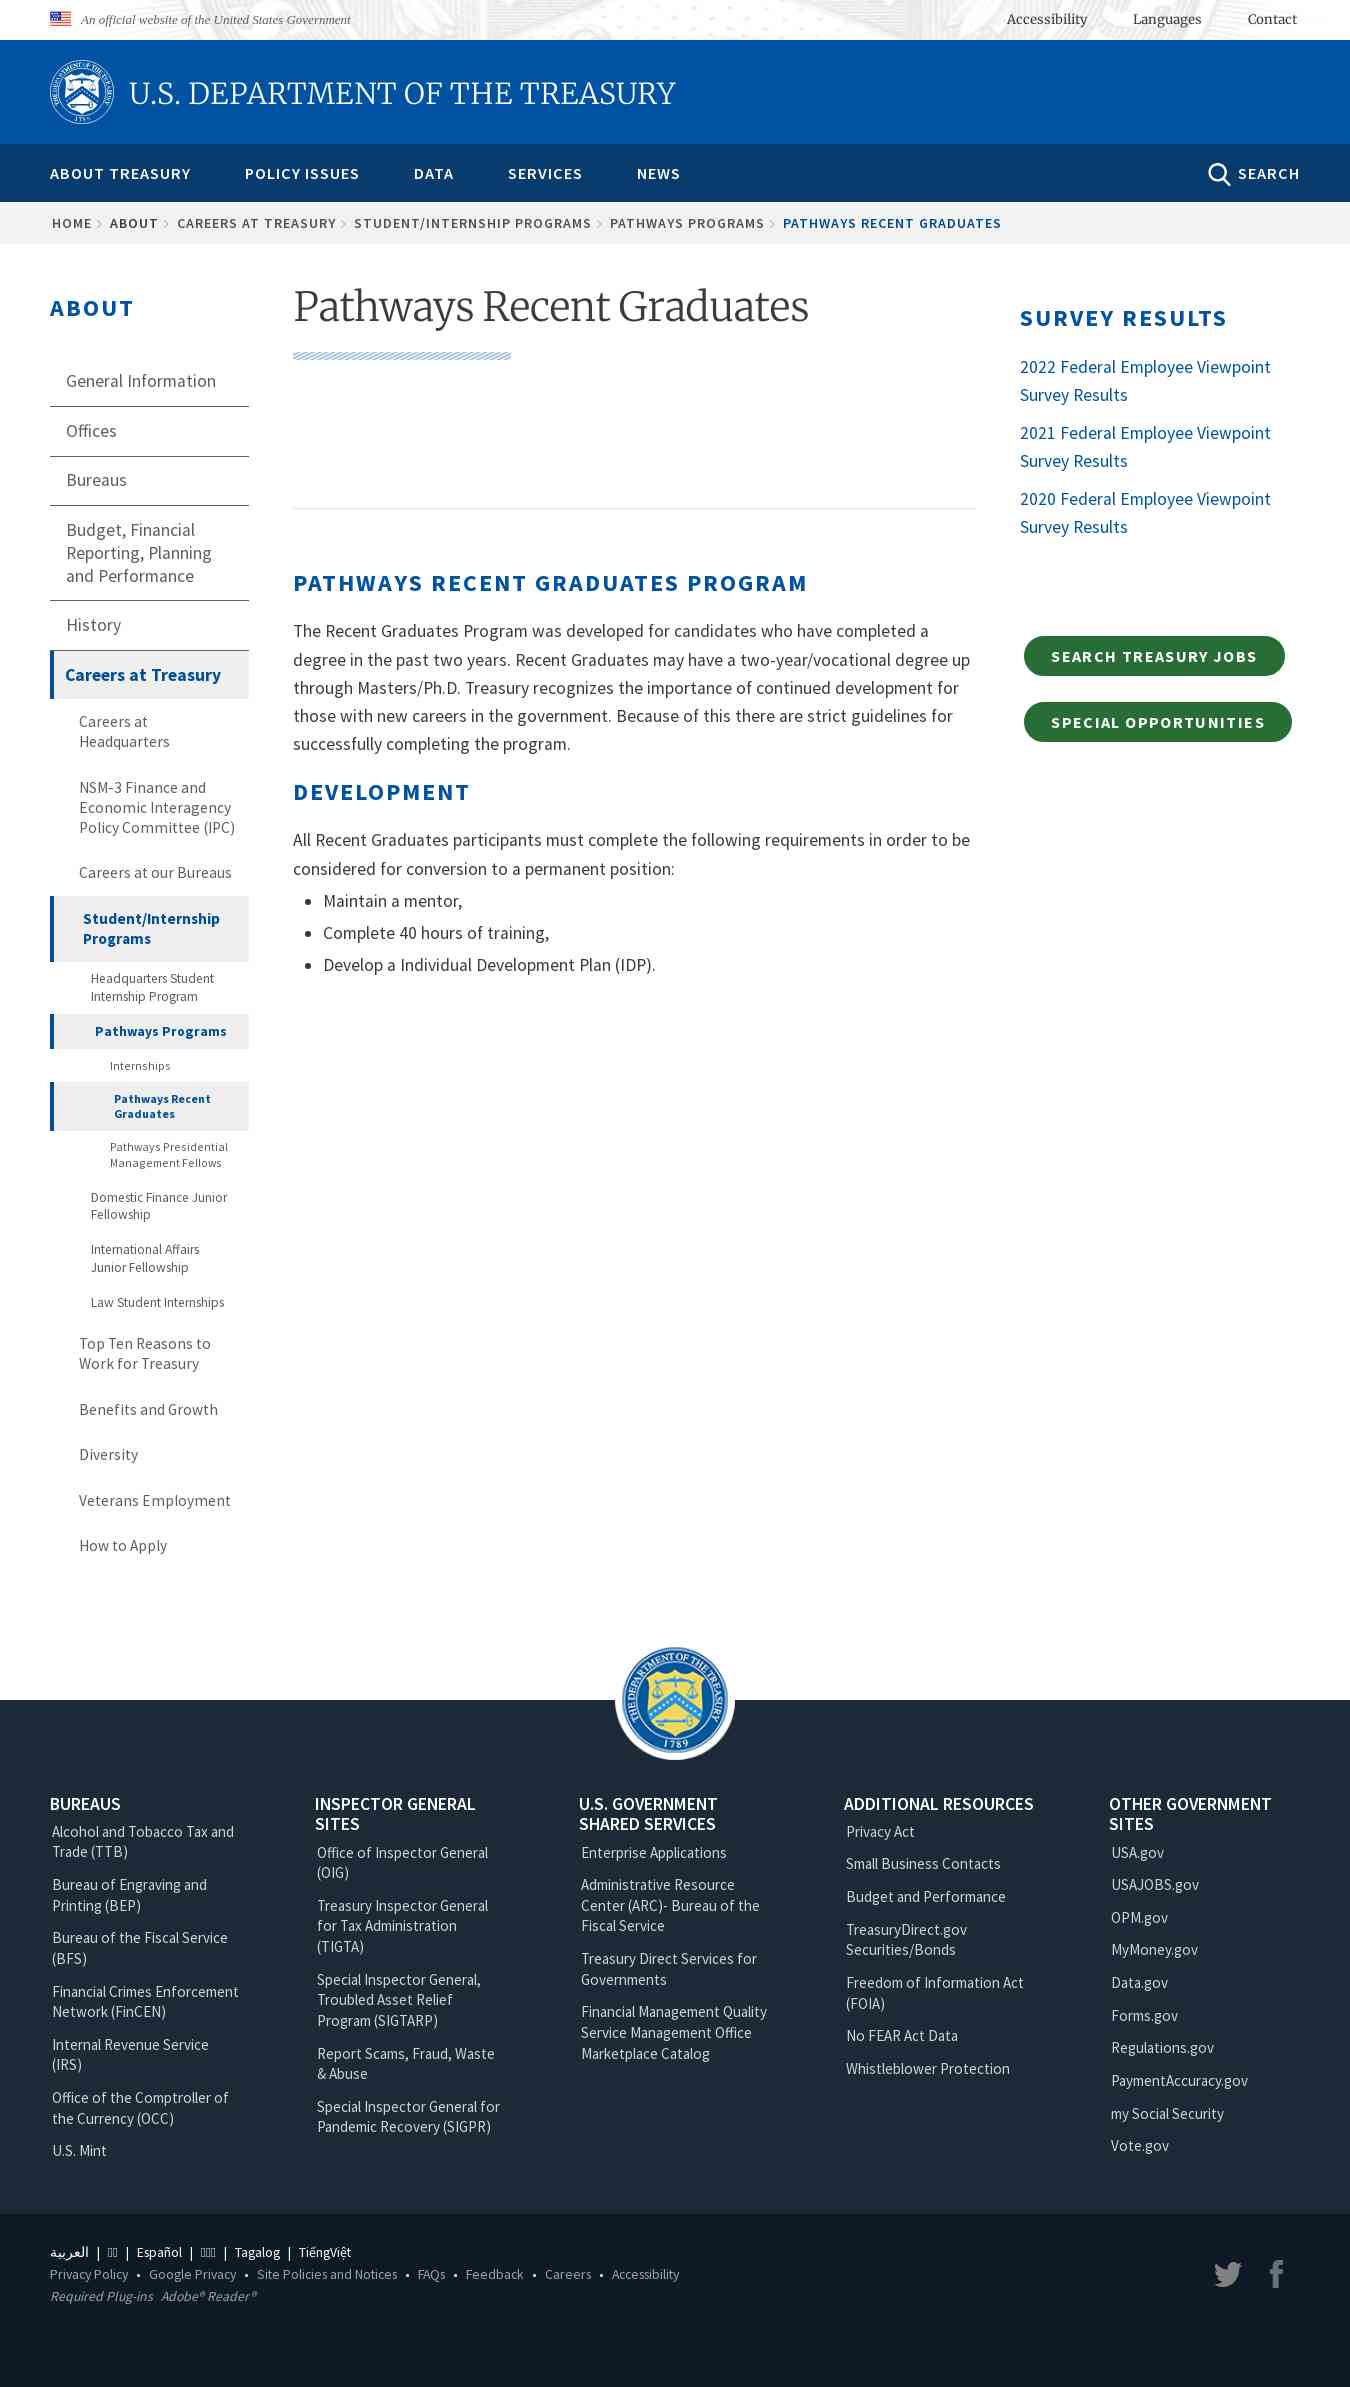 An official website of the United States Government
Accessibility
Languages
Contact
U.S. DEPARTMENT OF THE TREASURY
ABOUT TREASURY
POLICY ISSUES
DATA
SERVICES
NEWS
SEARCH
HOME
ABOUT
CAREERS AT TREASURY
STUDENT/INTERNSHIP PROGRAMS
PATHWAYS PROGRAMS
PATHWAYS RECENT GRADUATES
ABOUT
General Information
Offices
Bureaus
Budget, Financial
Reporting, Planning
and Performance
History
Careers at Treasury
Careers at
Headquarters
NSM-3 Finance and
Economic Interagency
Policy Committee (IPC)
Careers at our Bureaus
Student/Internship
Programs
Headquarters Student
Internship Program
Pathways Programs
Internships
Pathways Recent
Graduates
Pathways Presidential
Management Fellows
Domestic Finance Junior
Fellowship
International Affairs
Junior Fellowship
Law Student Internships
Top Ten Reasons to
Work for Treasury
Benefits and Growth
Diversity
Veterans Employment
How to Apply
Pathways Recent Graduates
PATHWAYS RECENT GRADUATES PROGRAM
The Recent Graduates Program was developed for candidates who have completed a
degree in the past two years. Recent Graduates may have a two-year/vocational degree up
through Masters/Ph.D. Treasury recognizes the importance of continued development for
those with new careers in the government. Because of this there are strict guidelines for
successfully completing the program.
DEVELOPMENT
All Recent Graduates participants must complete the following requirements in order to be
considered for conversion to a permanent position:
• Maintain a mentor,
• Complete 40 hours of training,
• Develop a Individual Development Plan (IDP).
SURVEY RESULTS
2022 Federal Employee Viewpoint
Survey Results
2021 Federal Employee Viewpoint
Survey Results
2020 Federal Employee Viewpoint
Survey Results
SEARCH TREASURY JOBS
SPECIAL OPPORTUNITIES
THE DEPARTMENT OF THE TREASURY
1789
BUREAUS
Alcohol and Tobacco Tax and
Trade (TTB)
Bureau of Engraving and
Printing (BEP)
Bureau of the Fiscal Service
(BFS)
Financial Crimes Enforcement
Network (FinCEN)
Internal Revenue Service
(IRS)
Office of the Comptroller of
the Currency (OCC)
U.S. Mint
INSPECTOR GENERAL
SITES
Office of Inspector General
(OIG)
Treasury Inspector General
for Tax Administration
(TIGTA)
Special Inspector General,
Troubled Asset Relief
Program (SIGTARP)
Report Scams, Fraud, Waste
& Abuse
Special Inspector General for
Pandemic Recovery (SIGPR)
U.S. GOVERNMENT
SHARED SERVICES
Enterprise Applications
Administrative Resource
Center (ARC)- Bureau of the
Fiscal Service
Treasury Direct Services for
Governments
Financial Management Quality
Service Management Office
Marketplace Catalog
ADDITIONAL RESOURCES
Privacy Act
Small Business Contacts
Budget and Performance
TreasuryDirect.gov
Securities/Bonds
Freedom of Information Act
(FOIA)
No FEAR Act Data
Whistleblower Protection
OTHER GOVERNMENT
SITES
USA.gov
USAJOBS.gov
OPM.gov
MyMoney.gov
Data.gov
Forms.gov
Regulations.gov
PaymentAccuracy.gov
my Social Security
Vote.gov
العربية | | Español | | Tagalog | TiếngViệt
Privacy Policy • Google Privacy • Site Policies and Notices • FAQs • Feedback • Careers • Accessibility
Required Plug-ins Adobe® Reader®